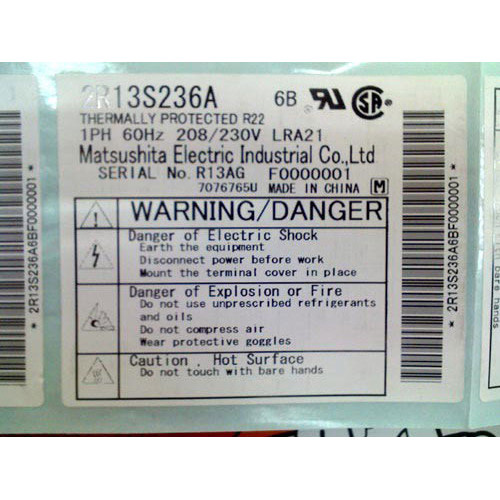 2R13S236A 6B
THERMALLY PROTECTED R22
1PH 60Hz 208/230V LRA21
Matsushita Electric Industrial Co.,Ltd
SERIAL No. R13AG F0000001
7076765U MADE IN CHINA M
WARNING/DANGER
Danger of Electric Shock
Earth the equipment
Disconnect power before work
Mount the terminal cover in place
Danger of Explosion or Fire
Do not use unprescribed refrigerants
and oils
Do not compress air
Wear protective goggles
Caution , Hot Surface
Do not touch with bare hands
* 2R13S236A6BF0000001 *
* 2R13S236A6BF0000001 *
bare hands